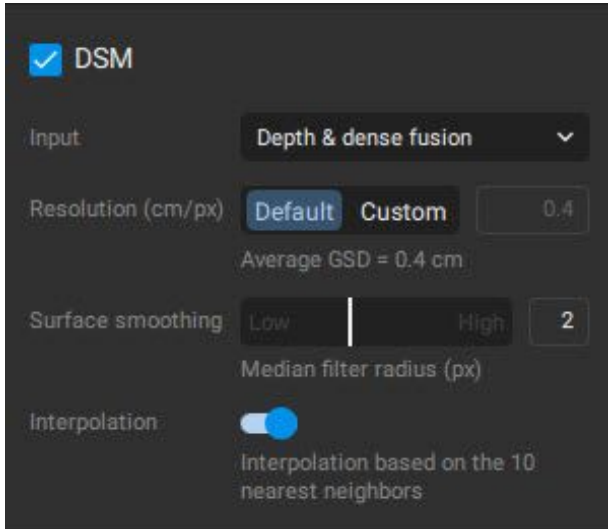 DSM
Input Depth & dense fusion
Resolution (cm/px) Default Custom 0.4
Average GSD = 0.4 cm
Surface smoothing Low High 2
Median filter radius (px)
Interpolation
Interpolation based on the 10
nearest neighbors